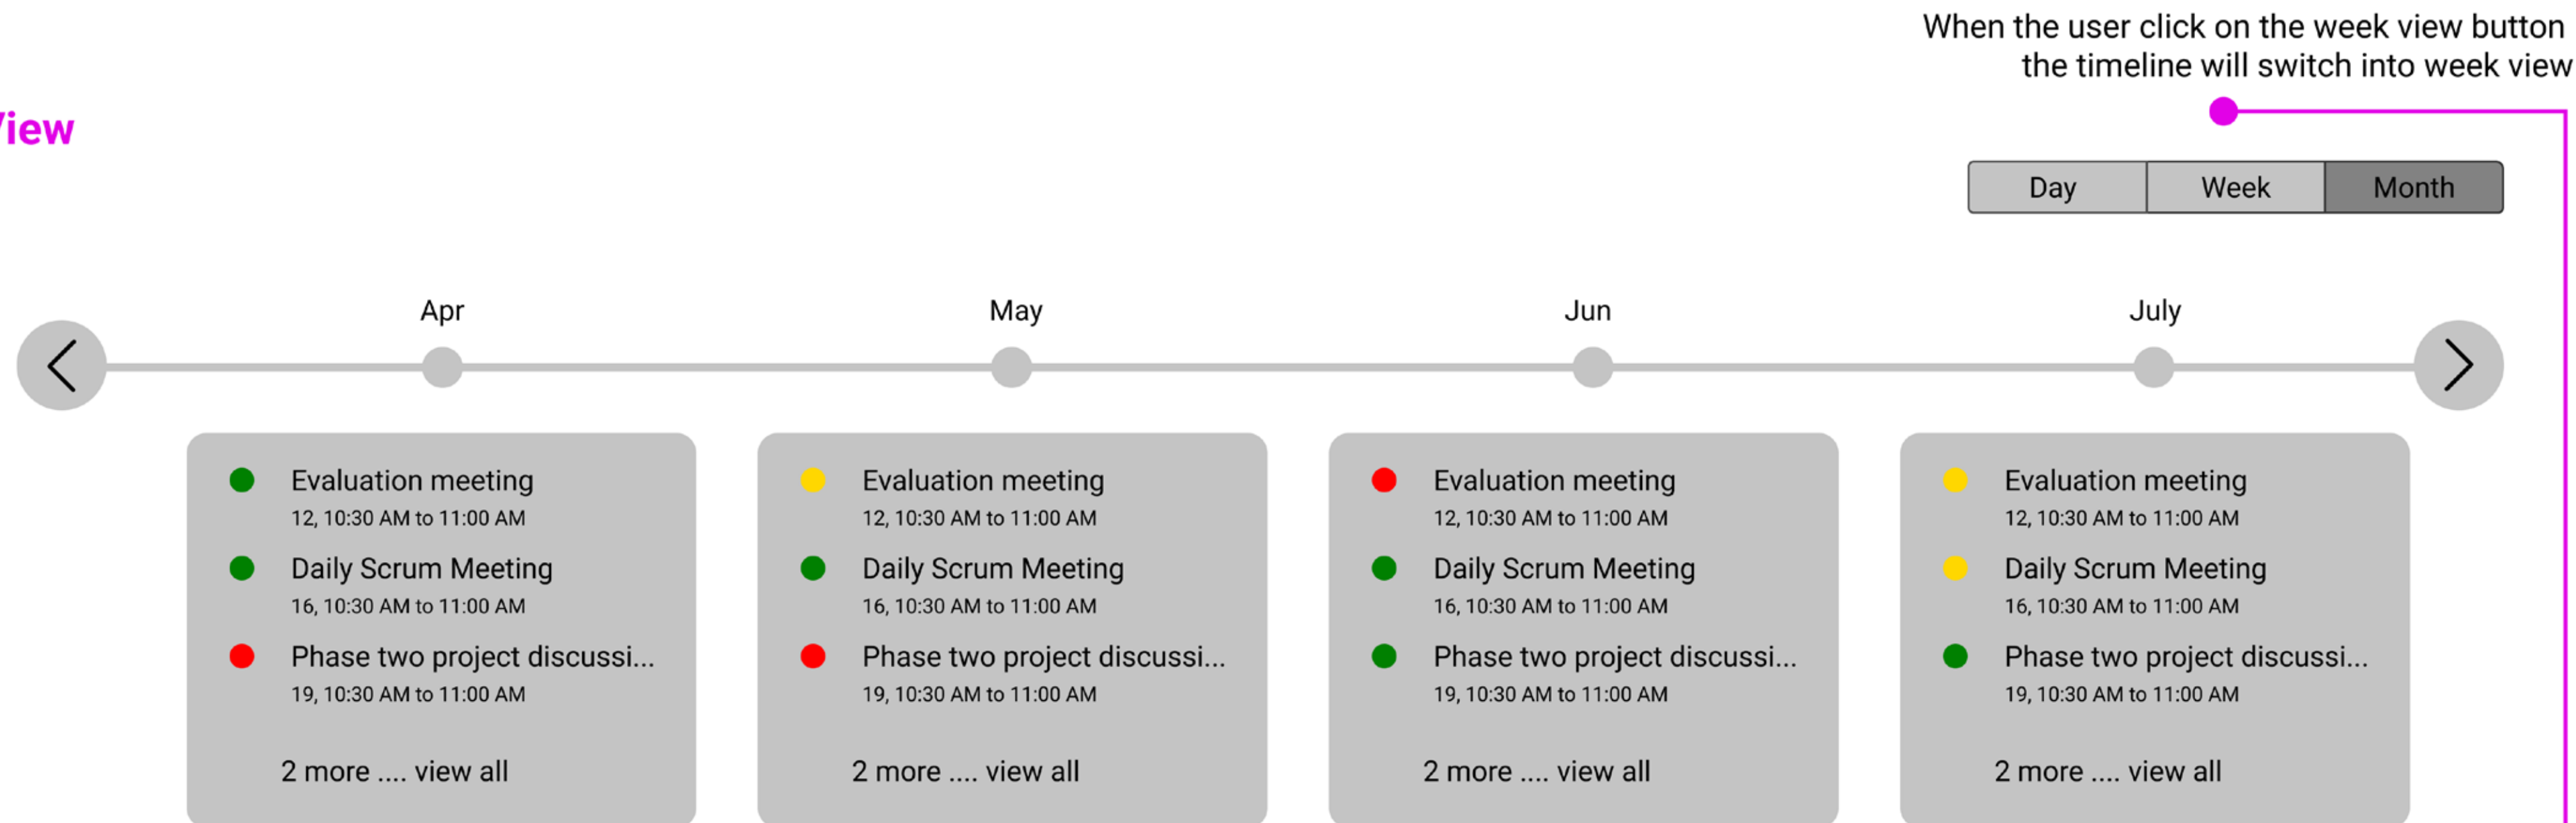 When the user click on the week view button
the timeline will switch into week view
View
Day Week Month
Apr May Jun July
Evaluation meeting
12, 10:30 AM to 11:00 AM
Daily Scrum Meeting
16, 10:30 AM to 11:00 AM
Phase two project discussi...
19, 10:30 AM to 11:00 AM
2 more .... view all
Evaluation meeting
12, 10:30 AM to 11:00 AM
Daily Scrum Meeting
16, 10:30 AM to 11:00 AM
Phase two project discussi...
19, 10:30 AM to 11:00 AM
2 more .... view all
Evaluation meeting
12, 10:30 AM to 11:00 AM
Daily Scrum Meeting
16, 10:30 AM to 11:00 AM
Phase two project discussi...
19, 10:30 AM to 11:00 AM
2 more .... view all
Evaluation meeting
12, 10:30 AM to 11:00 AM
Daily Scrum Meeting
16, 10:30 AM to 11:00 AM
Phase two project discussi...
19, 10:30 AM to 11:00 AM
2 more .... view all